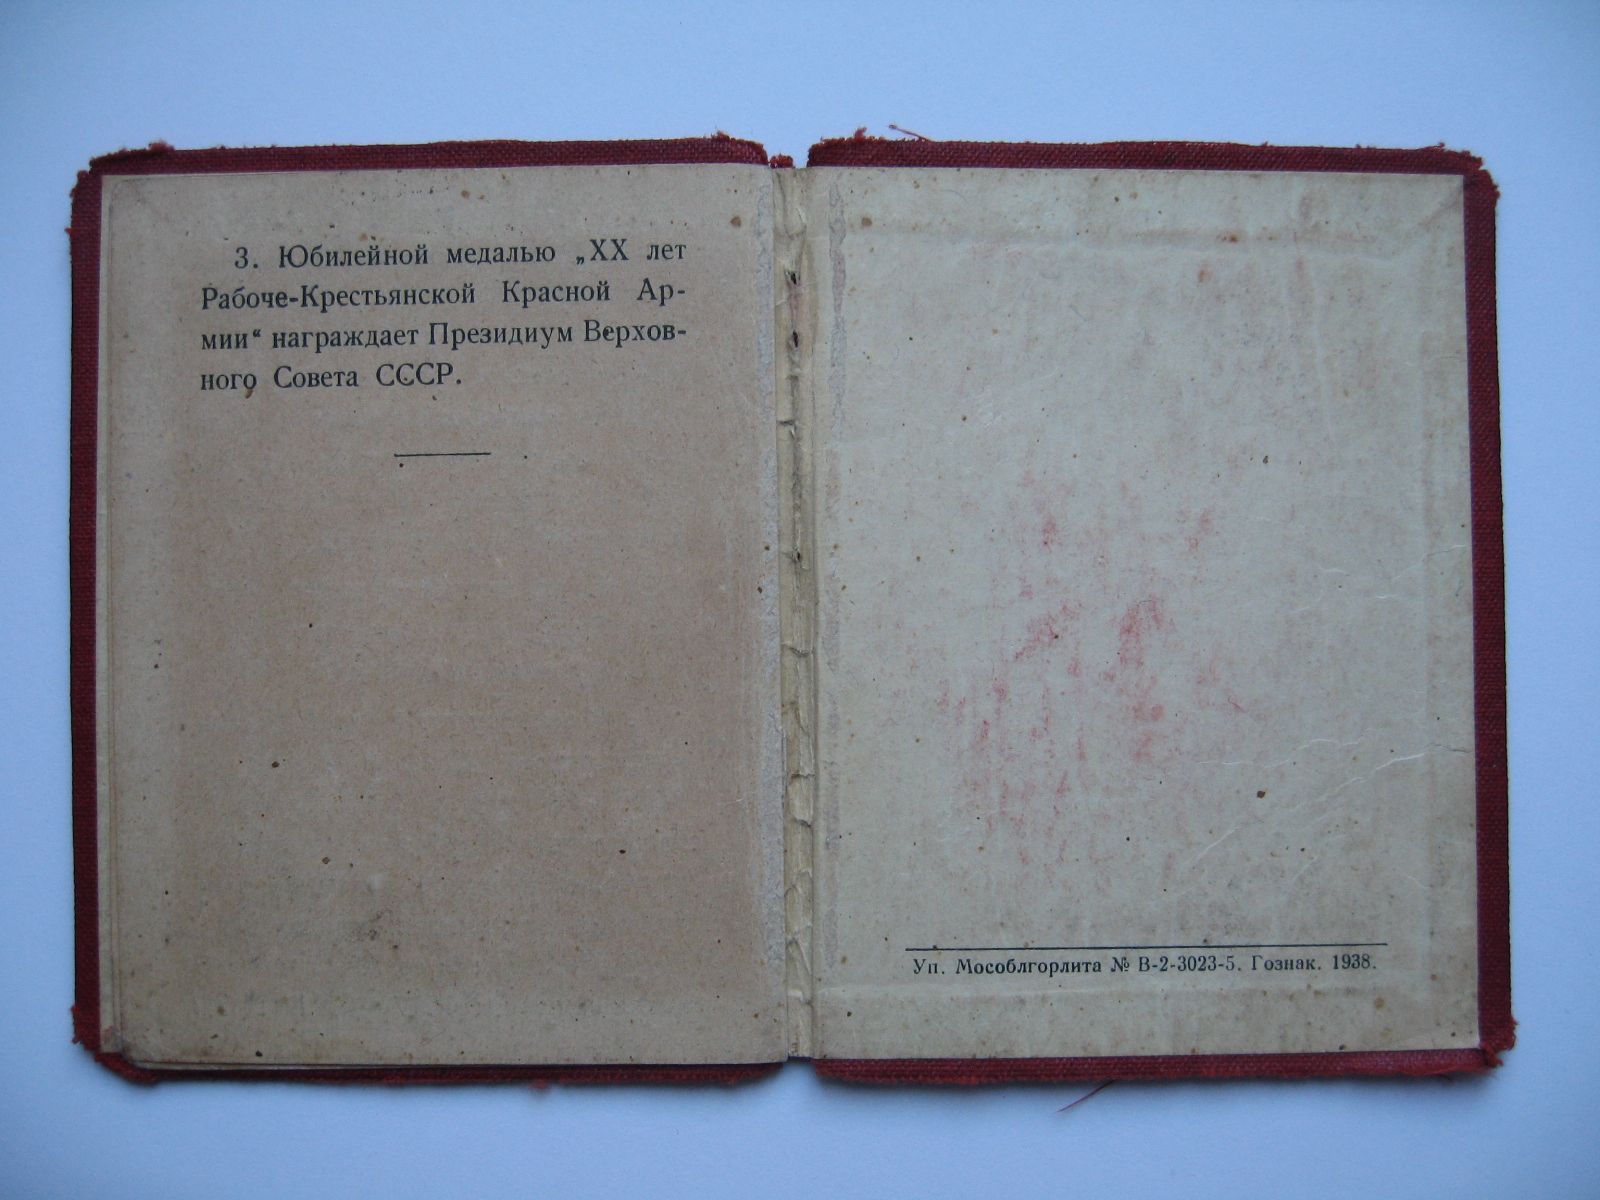 3. Юбилейной медалью „XX лет
Рабоче-Крестьянской Красной Ар-
мии“ награждает Президиум Верхов-
ного Совета СССР.
Уп. Мособлгорлита № В-2-3023-5. Гознак. 1938.